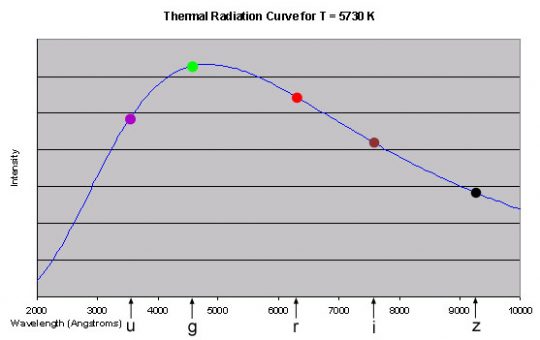 Thermal Radiation Curve for T = 5730 K
Intensity
2000 3000 4000 5000 6000 7000 8000 9000 10000
Wavelength (Angstroms) u g r i z